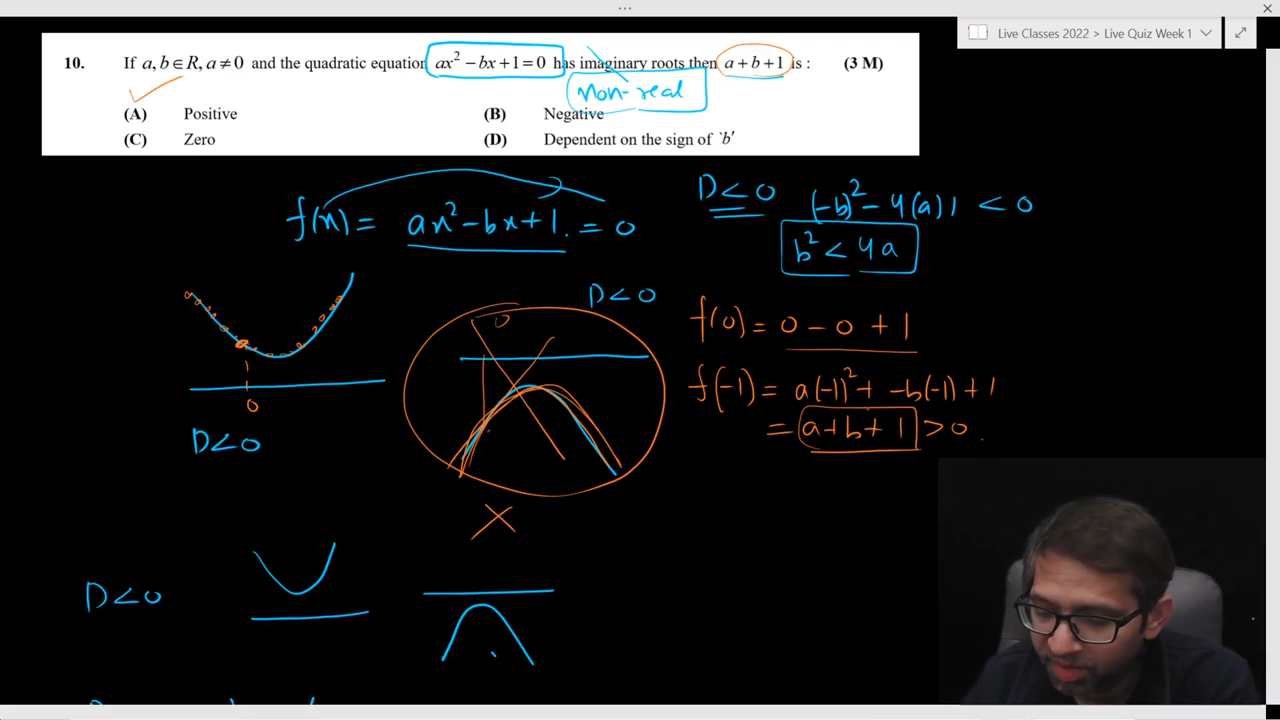 Live Classes 2022 > Live Quiz Week 1
10. If a, b ∈ R, a ≠ 0 and the quadratic equation ax² − bx + 1 = 0 has imaginary roots then a + b + 1 is : (3 M)
non-real
(A) Positive (B) Negative
(C) Zero (D) Dependent on the sign of `b'
f(x) = ax² − bx + 1 = 0
D < 0 (−b)² − 4(a)1 < 0
b² < 4a
D < 0
f(0) = 0 − 0 + 1
0
f(−1) = a(−1)² + −b(−1) + 1
0
= a + b + 1 > 0
D < 0
D < 0